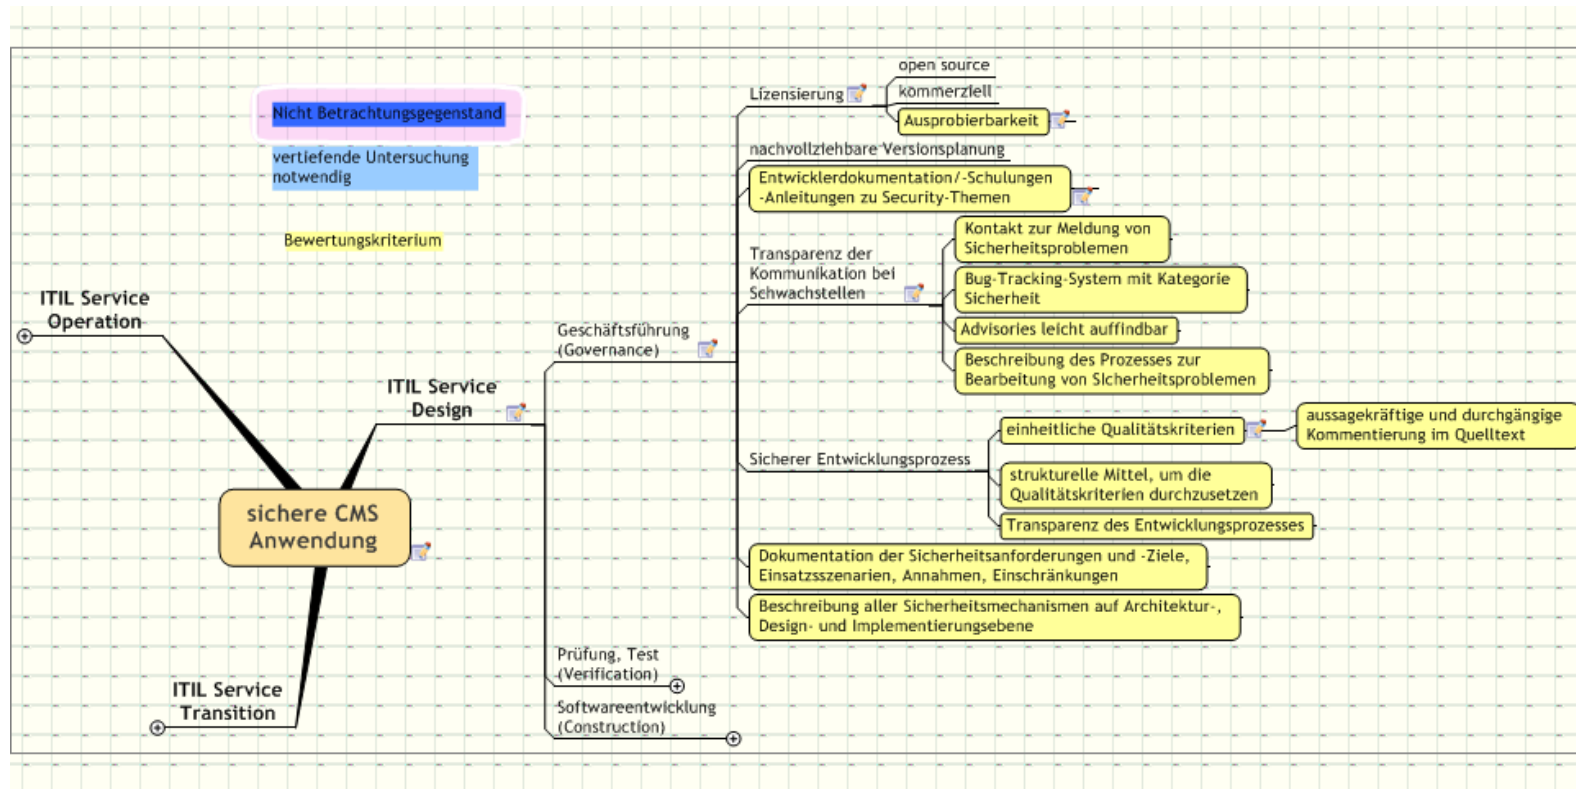 Nicht Betrachtungsgegenstand
vertiefende Untersuchung
notwendig
Bewertungskriterium
ITIL Service
Operation
sichere CMS
Anwendung
ITIL Service
Transition
ITIL Service
Design
Geschäftsführung
(Governance)
Lizensierung
open source
kommerziell
Ausprobierbarkeit
nachvollziehbare Versionsplanung
Entwicklerdokumentation/-Schulungen
-Anleitungen zu Security-Themen
Transparenz der
Kommunikation bei
Schwachstellen
Kontakt zur Meldung von
Sicherheitsproblemen
Bug-Tracking-System mit Kategorie
Sicherheit
Advisories leicht auffindbar
Beschreibung des Prozesses zur
Bearbeitung von Sicherheitsproblemen
Sicherer Entwicklungsprozess
einheitliche Qualitätskriterien
aussagekräftige und durchgängige
Kommentierung im Quelltext
strukturelle Mittel, um die
Qualitätskriterien durchzusetzen
Transparenz des Entwicklungsprozesses
Dokumentation der Sicherheitsanforderungen und -Ziele,
Einsatzsszenarien, Annahmen, Einschränkungen
Beschreibung aller Sicherheitsmechanismen auf Architektur-,
Design- und Implementierungsebene
Prüfung, Test
(Verification)
Softwareentwicklung
(Construction)